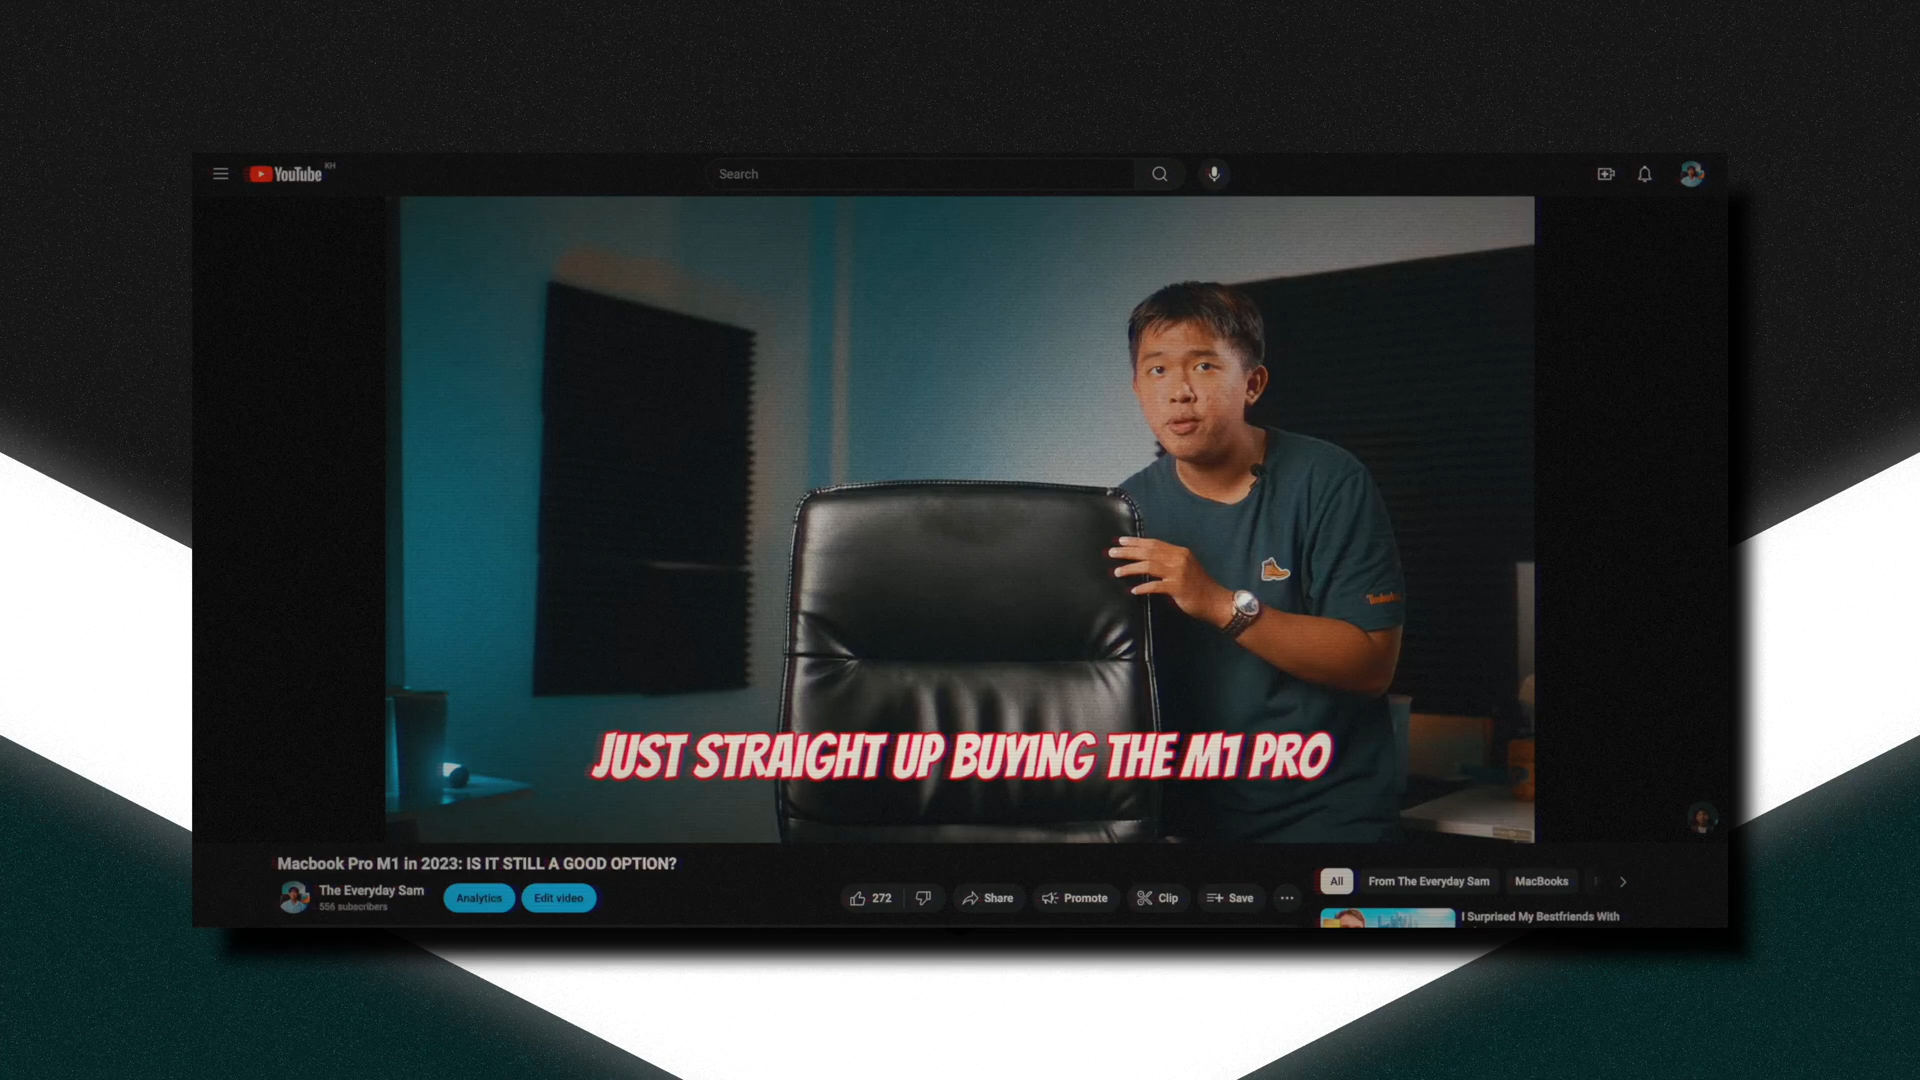 YouTube KH
Search
JUST STRAIGHT UP BUYING THE M1 PRO
Macbook Pro M1 in 2023: IS IT STILL A GOOD OPTION?
The Everyday Sam
556 subscribers
Analytics
Edit video
272
Share
Promote
Clip
Save
All
From The Everyday Sam
MacBooks
I Surprised My Bestfriends With